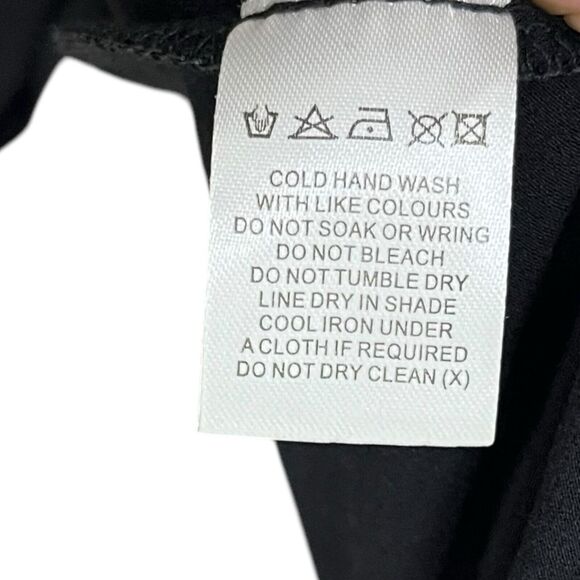 COLD HAND WASH
WITH LIKE COLOURS
DO NOT SOAK OR WRING
DO NOT BLEACH
DO NOT TUMBLE DRY
LINE DRY IN SHADE
COOL IRON UNDER
A CLOTH IF REQUIRED
DO NOT DRY CLEAN (X)